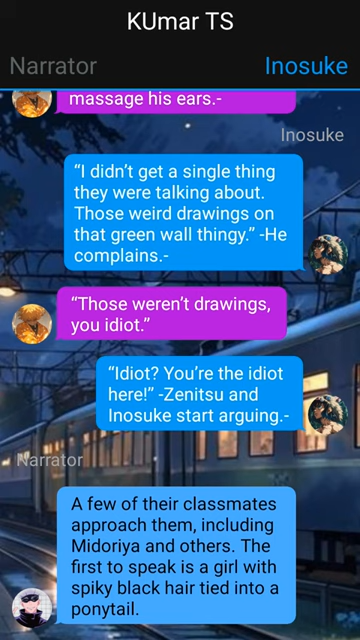 KUmar TS
Narrator
Inosuke
massage his ears.-
Inosuke
“I didn’t get a single thing
they were talking about.
Those weird drawings on
that green wall thingy.” -He
complains.-
“Those weren’t drawings,
you idiot.”
“Idiot? You’re the idiot
here!” -Zenitsu and
Inosuke start arguing.-
Narrator
A few of their classmates
approach them, including
Midoriya and others. The
first to speak is a girl with
spiky black hair tied into a
ponytail.